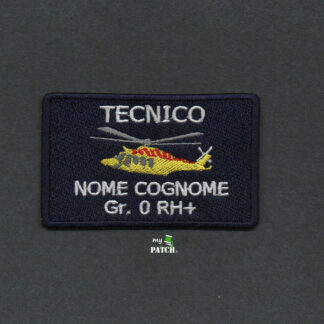 TECNICO
NOME COGNOME
Gr. 0 RH+
my
PATCH